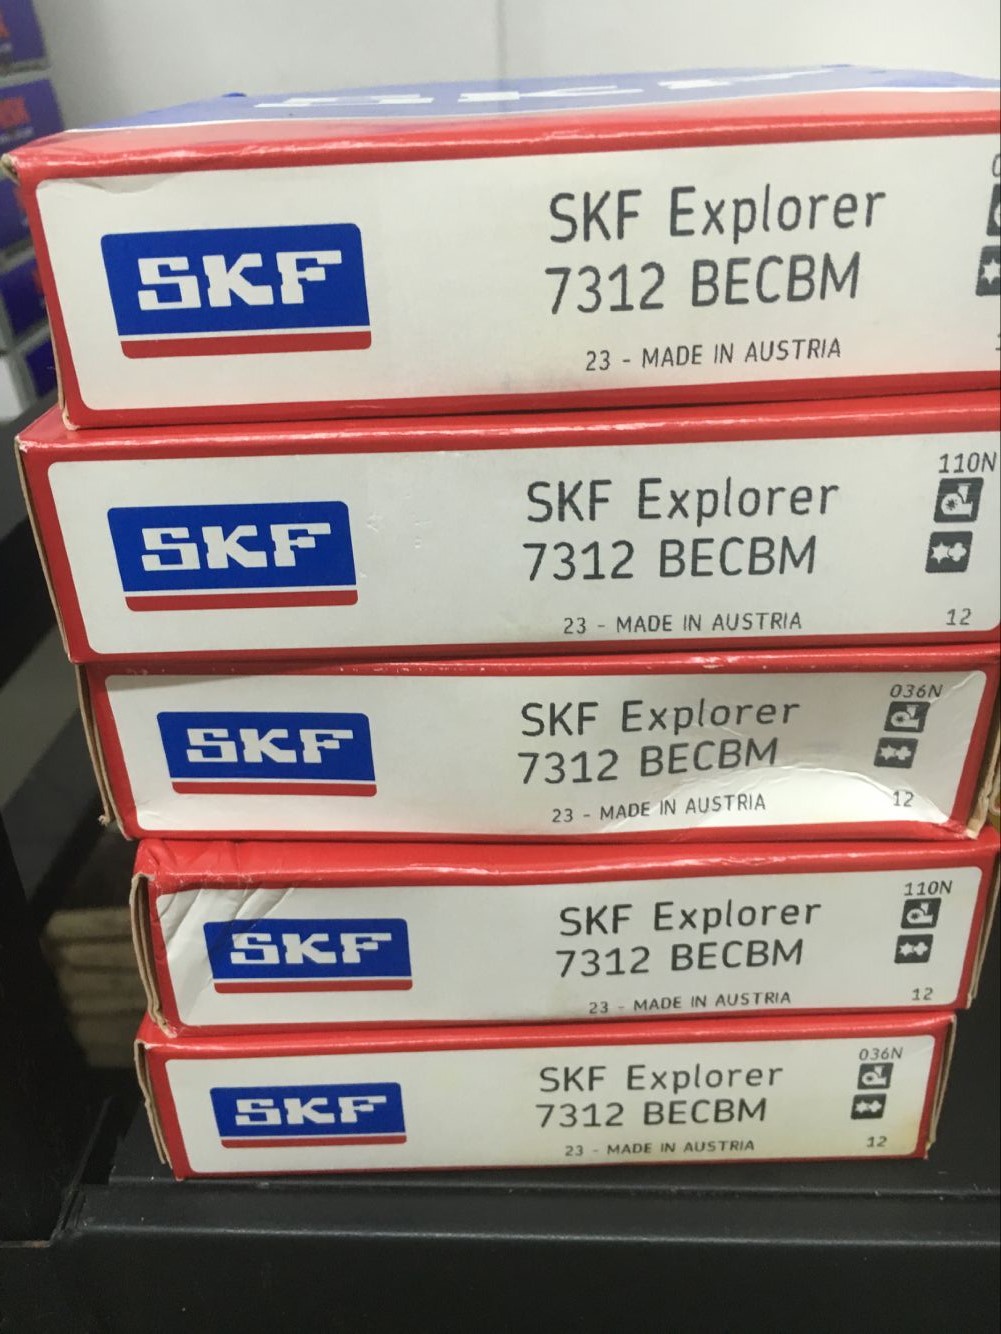 SKF
SKF
SKF Explorer
7312 BECBM
23 - MADE IN AUSTRIA
SKF
SKF Explorer
7312 BECBM
23 - MADE IN AUSTRIA
110N
12
SKF
SKF Explorer
7312 BECBM
23 - MADE IN AUSTRIA
036N
12
SKF
SKF Explorer
7312 BECBM
23 - MADE IN AUSTRIA
110N
12
SKF
SKF Explorer
7312 BECBM
23 - MADE IN AUSTRIA
036N
12